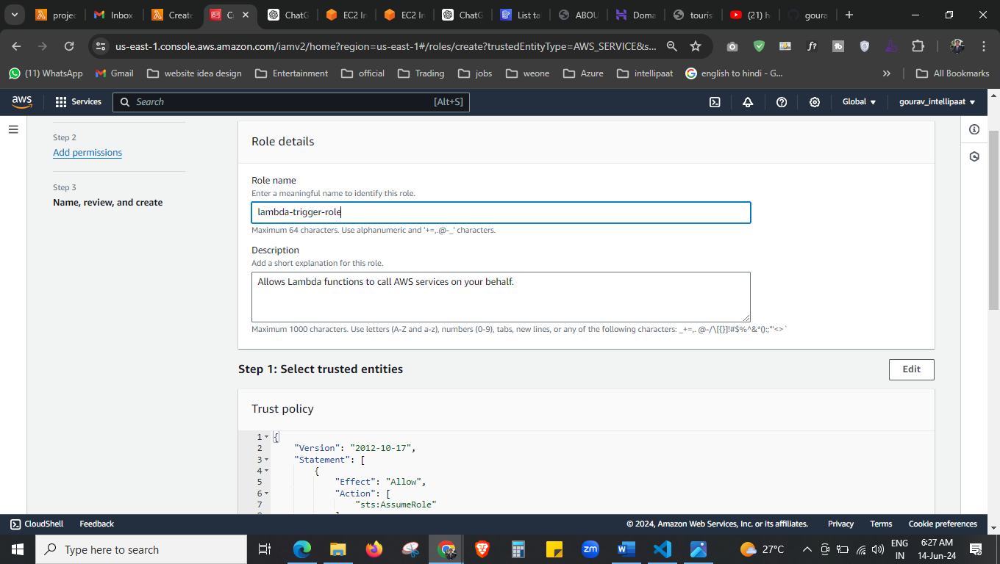 projec
Inbox
Create
C
ChatG
EC2 In
EC2 In
ChatG
List ta
ABOU
Doma
touris
(21) h
goura
us-east-1.console.aws.amazon.com/iamv2/home?region=us-east-1#/roles/create?trustedEntityType=AWS_SERVICE&s...
(11) WhatsApp
Gmail
website idea design
Entertainment
official
Trading
jobs
weone
Azure
intellipaat
english to hindi - G...
All Bookmarks
aws
Services
Search
[Alt+S]
Global
gourav_intellipaat
Step 2
Add permissions
Step 3
Name, review, and create
Role details
Role name
Enter a meaningful name to identify this role.
lambda-trigger-role
Maximum 64 characters. Use alphanumeric and '+=,.@-_' characters.
Description
Add a short explanation for this role.
Allows Lambda functions to call AWS services on your behalf.
Maximum 1000 characters. Use letters (A-Z and a-z), numbers (0-9), tabs, new lines, or any of the following characters: _+=,. @-/\[{}]!#$%^&*();:"'<>`
Step 1: Select trusted entities
Edit
Trust policy
1 {
2 "Version": "2012-10-17",
3 "Statement": [
4 {
5 "Effect": "Allow",
6 "Action": [
7 "sts:AssumeRole"
CloudShell
Feedback
© 2024, Amazon Web Services, Inc. or its affiliates.
Privacy
Terms
Cookie preferences
Type here to search
zm
27°C
ENG
IN
6:27 AM
14-Jun-24